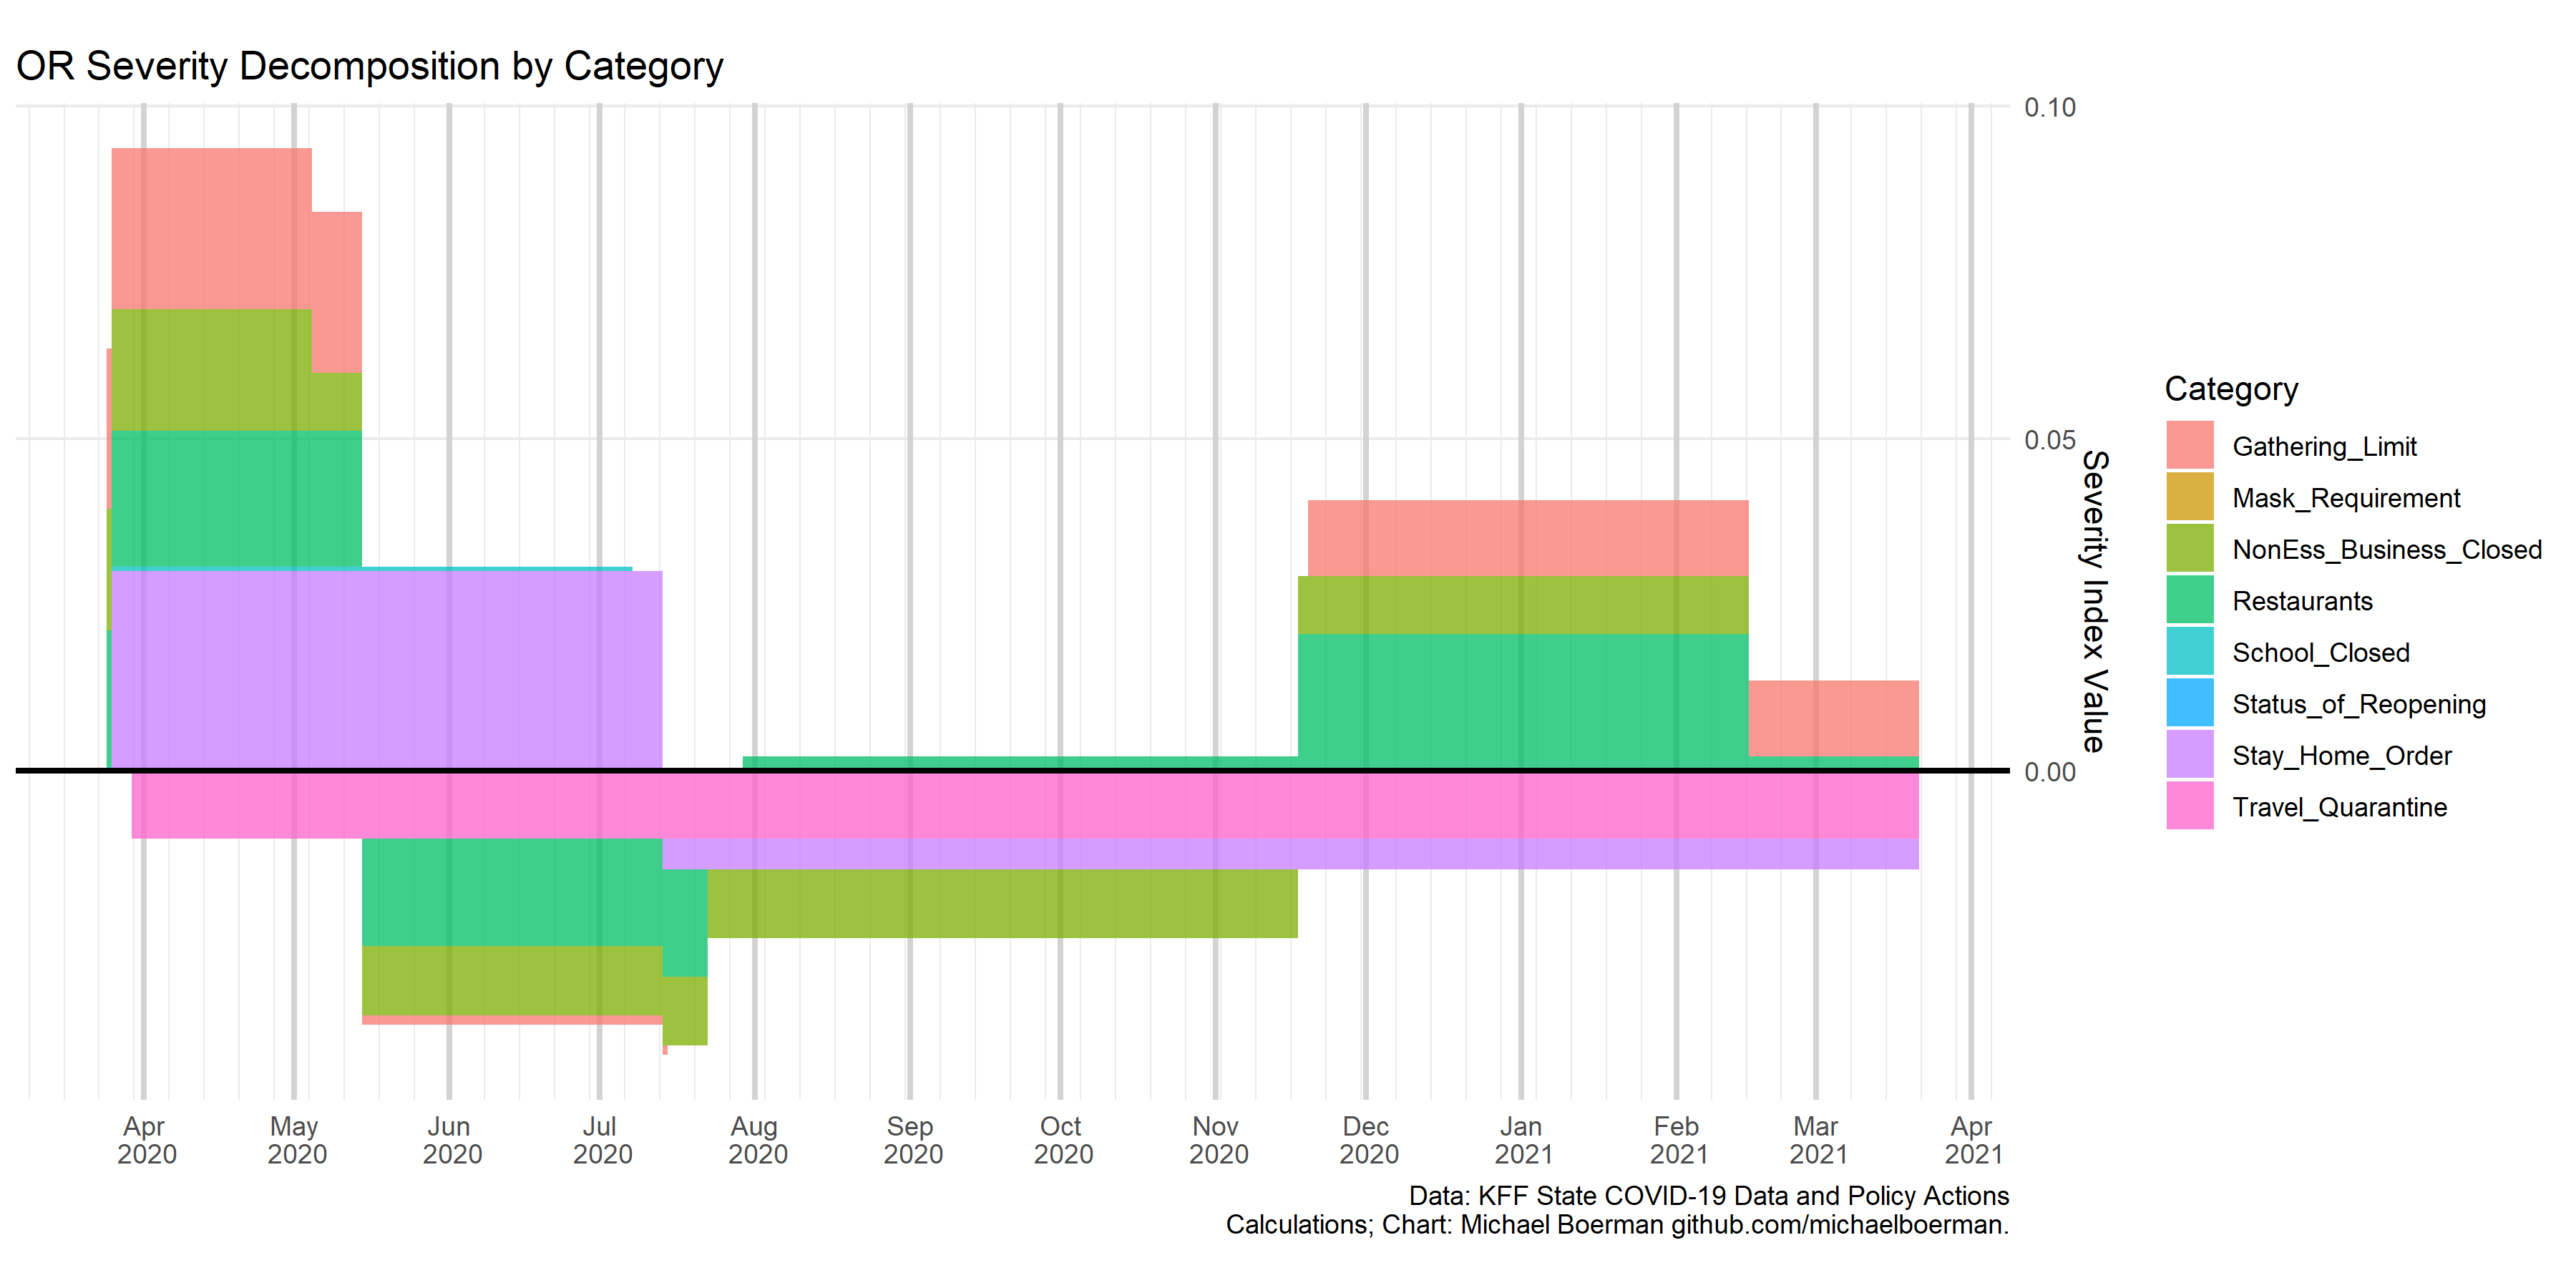 OR Severity Decomposition by Category
0.10
0.05
0.00
Severity Index Value
Category
Gathering_Limit
Mask_Requirement
NonEss_Business_Closed
Restaurants
School_Closed
Status_of_Reopening
Stay_Home_Order
Travel_Quarantine
Apr May Jun Jul Aug Sep Oct Nov Dec Jan Feb Mar Apr
2020 2020 2020 2020 2020 2020 2020 2020 2020 2021 2021 2021 2021
Data: KFF State COVID-19 Data and Policy Actions
Calculations; Chart: Michael Boerman github.com/michaelboerman.